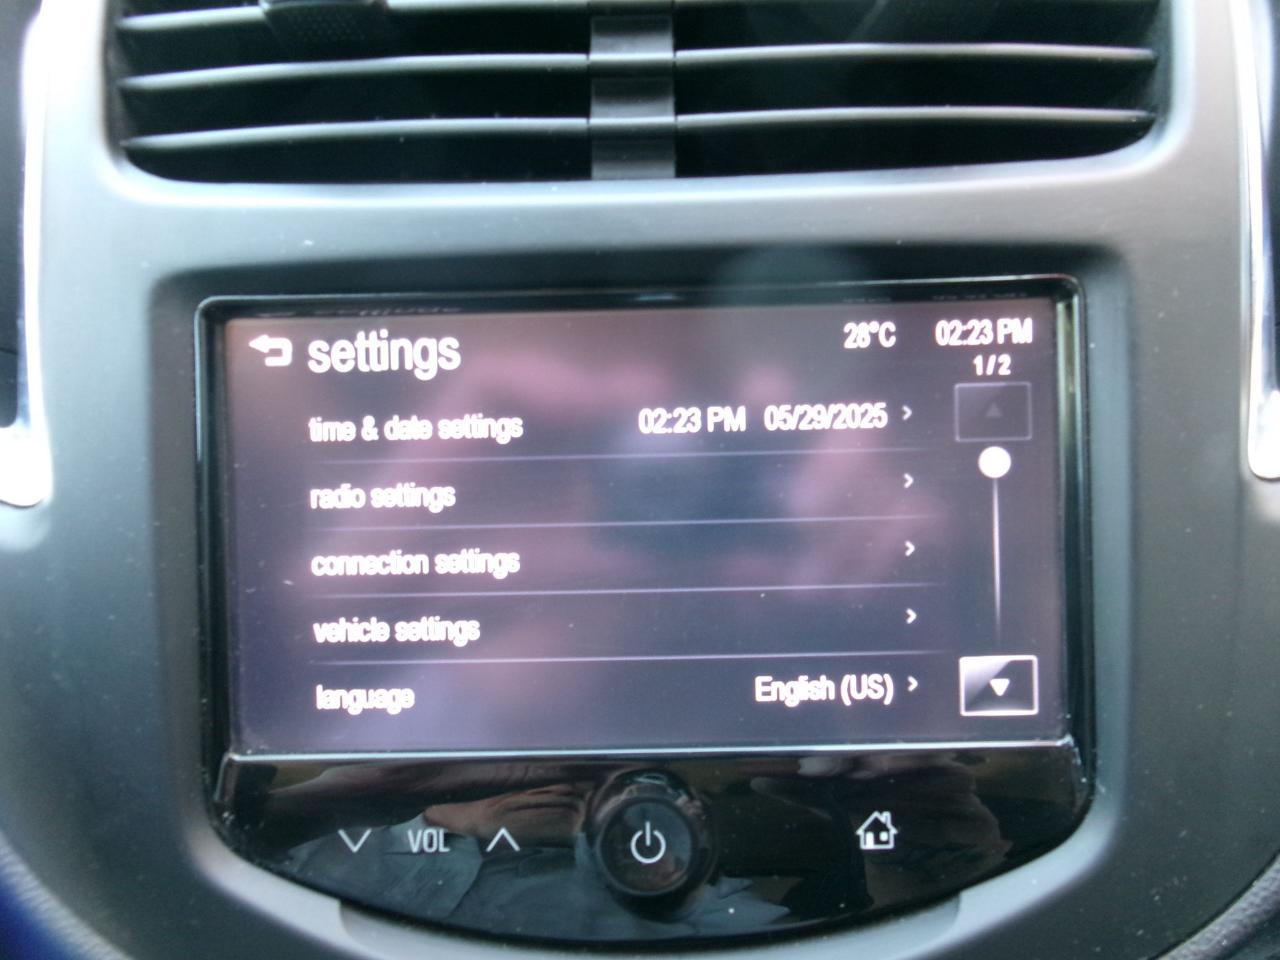 settings 28°C 02:23 PM
1/2
time & date settings 02:23 PM 05/29/2025
radio settings
connection settings
vehicle settings
language English (US)
VOL